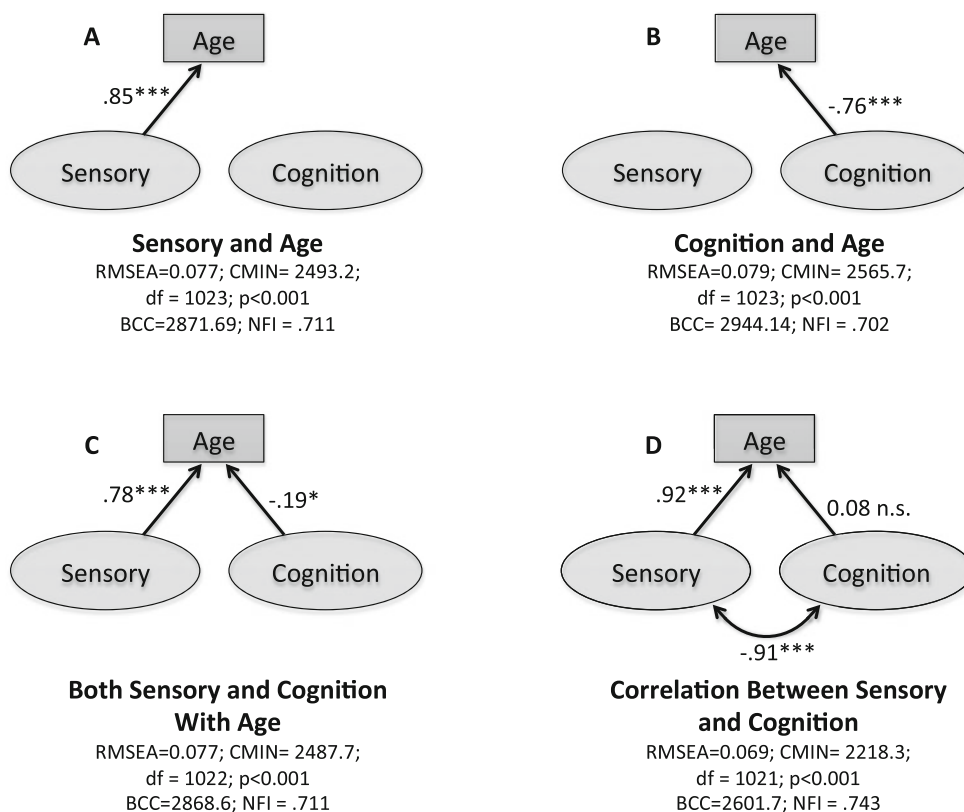 A
Age
.85***
Sensory
Cognition
Sensory and Age
RMSEA=0.077; CMIN= 2493.2;
df = 1023; p<0.001
BCC=2871.69; NFI = .711
B
Age
-.76***
Sensory
Cognition
Cognition and Age
RMSEA=0.079; CMIN= 2565.7;
df = 1023; p<0.001
BCC= 2944.14; NFI = .702
C
Age
.78***
-.19*
Sensory
Cognition
Both Sensory and Cognition
With Age
RMSEA=0.077; CMIN= 2487.7;
df = 1022; p<0.001
BCC=2868.6; NFI = .711
D
Age
.92***
0.08 n.s.
Sensory
Cognition
-.91***
Correlation Between Sensory
and Cognition
RMSEA=0.069; CMIN= 2218.3;
df = 1021; p<0.001
BCC=2601.7; NFI = .743